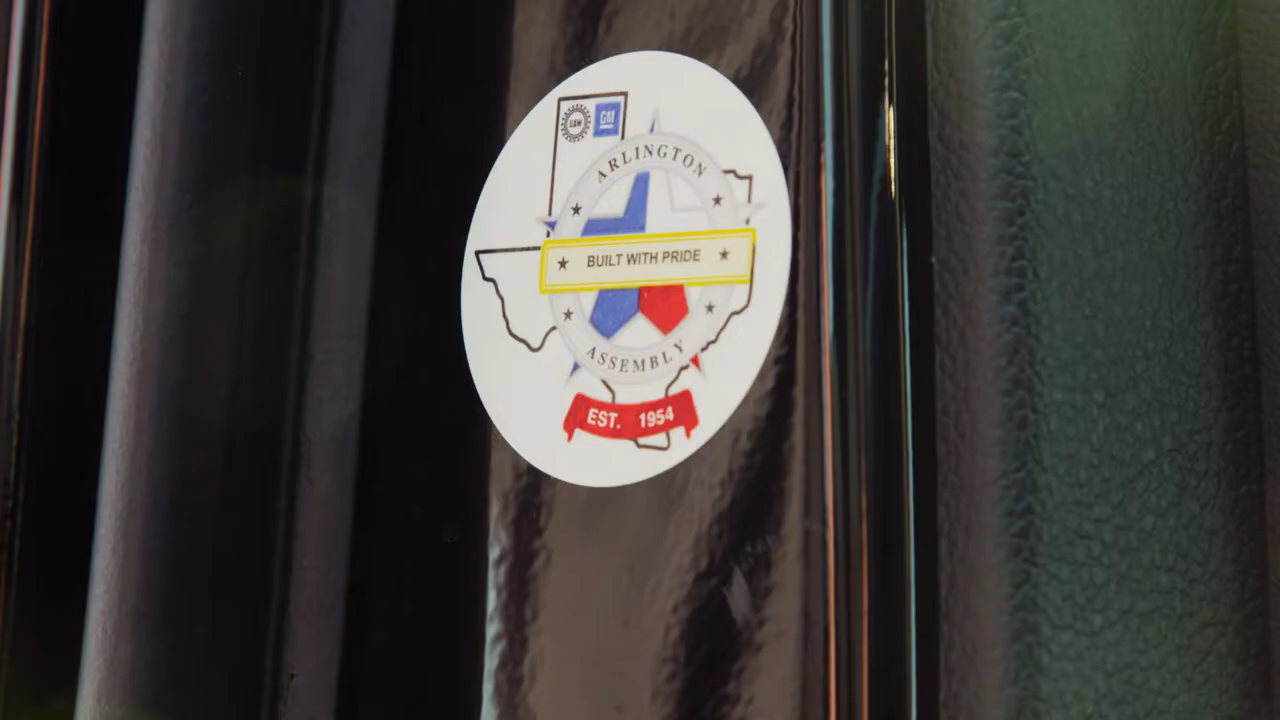 UAW GM
ARLINGTON
BUILT WITH PRIDE
ASSEMBLY
EST. 1954